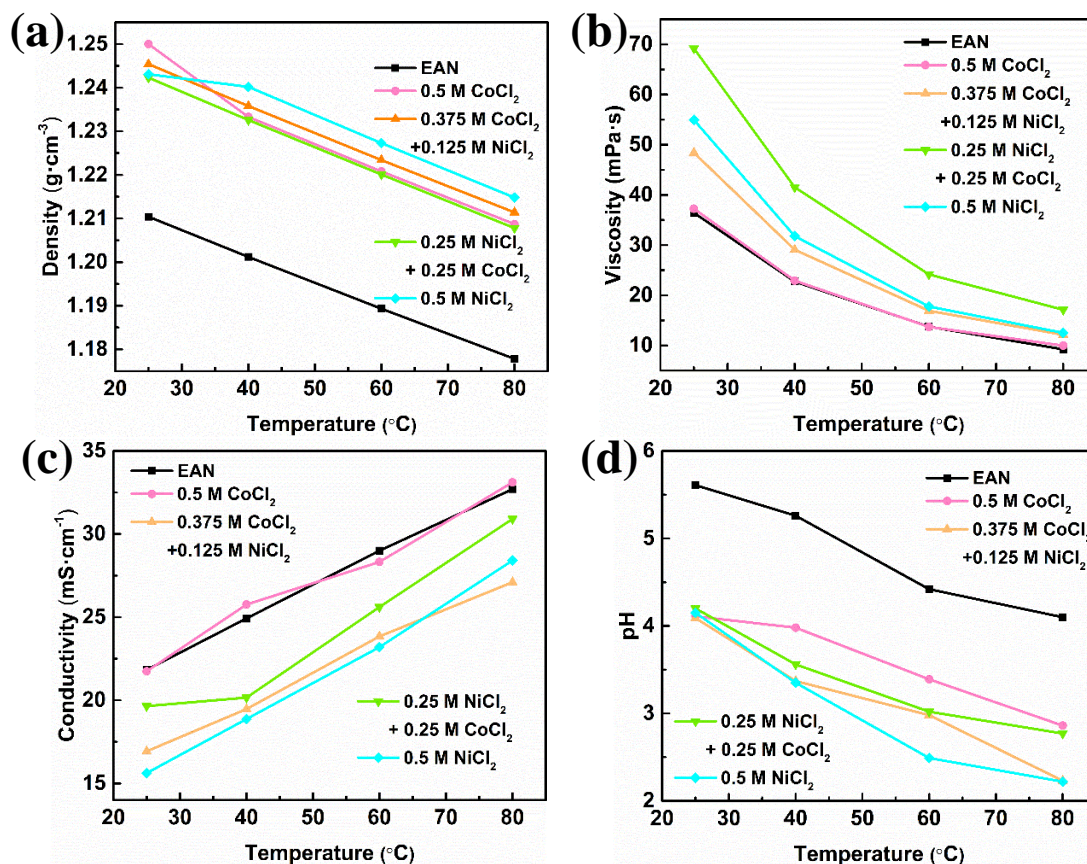 (a)
1.25
1.24
1.23
1.22
1.21
1.20
1.19
1.18
Density (g·cm⁻³)
EAN
0.5 M CoCl₂
0.375 M CoCl₂
+0.125 M NiCl₂
0.25 M NiCl₂
+ 0.25 M CoCl₂
0.5 M NiCl₂
20 30 40 50 60 70 80
Temperature (°C)
(b)
70
60
50
40
30
20
10
Viscosity (mPa·s)
EAN
0.5 M CoCl₂
0.375 M CoCl₂
+0.125 M NiCl₂
0.25 M NiCl₂
+ 0.25 M CoCl₂
0.5 M NiCl₂
20 30 40 50 60 70 80
Temperature (°C)
(c)
35
30
25
20
15
Conductivity (mS·cm⁻¹)
EAN
0.5 M CoCl₂
0.375 M CoCl₂
+0.125 M NiCl₂
0.25 M NiCl₂
+ 0.25 M CoCl₂
0.5 M NiCl₂
20 30 40 50 60 70 80
Temperature (°C)
(d)
6
5
4
3
2
pH
EAN
0.5 M CoCl₂
0.375 M CoCl₂
+0.125 M NiCl₂
0.25 M NiCl₂
+ 0.25 M CoCl₂
0.5 M NiCl₂
20 30 40 50 60 70 80
Temperature (°C)